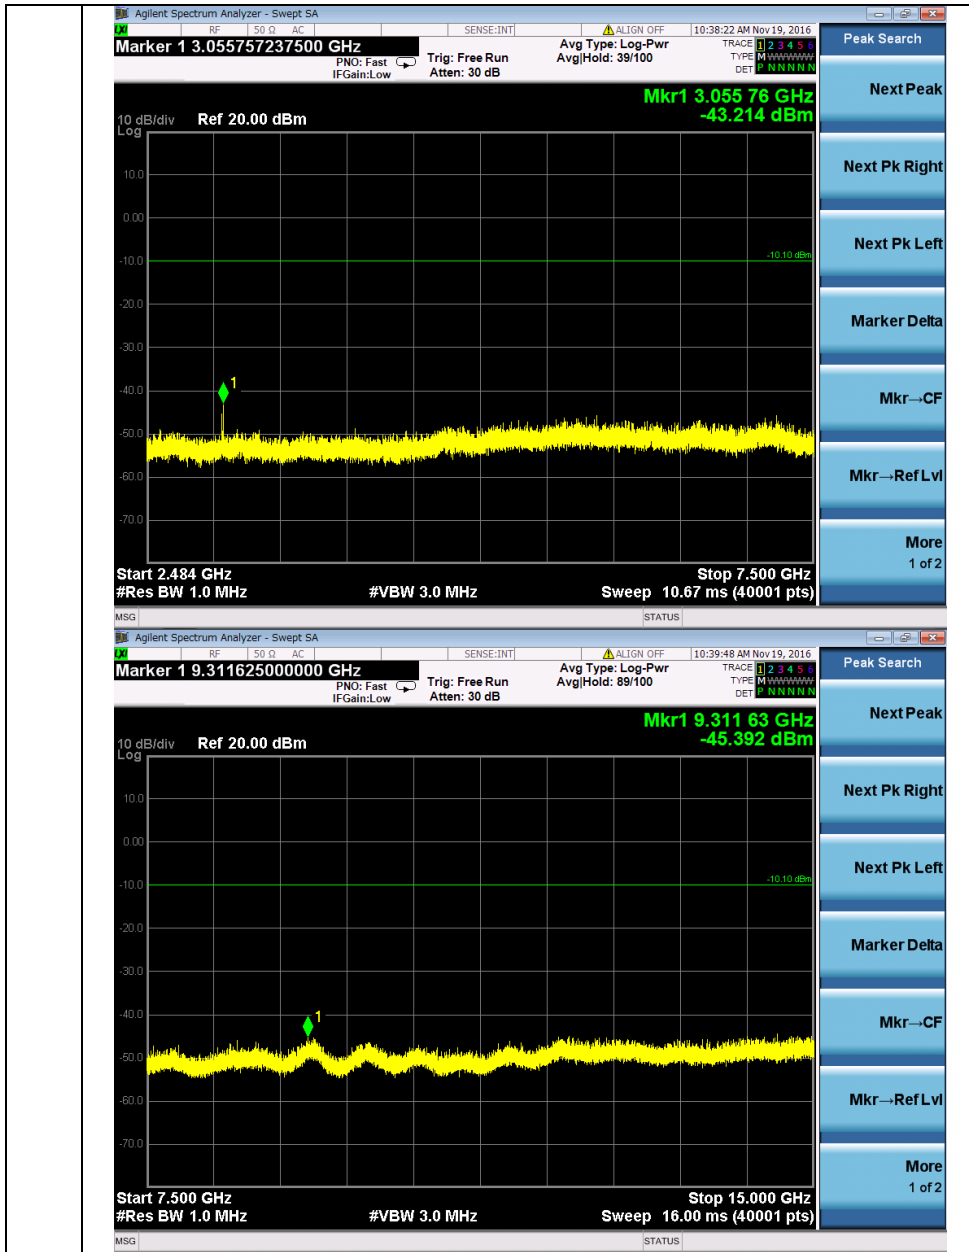 Agilent Spectrum Analyzer - Swept SA
LXI RF 50 Ω AC SENSE:INT ALIGN OFF 10:38:22 AM Nov 19, 2016
Marker 1 3.055757237500 GHz
PNO: Fast
IFGain:Low
Trig: Free Run
Atten: 30 dB
Avg Type: Log-Pwr
Avg|Hold: 39/100
TRACE 1 2 3 4 5 6
TYPE M WWWWW
DET P N N N N N
Peak Search
Mkr1 3.055 76 GHz
-43.214 dBm
10 dB/div Ref 20.00 dBm
Log
10.0
0.00
-10.0
-10.10 dBm
-20.0
-30.0
-40.0
1
-50.0
-60.0
-70.0
Start 2.484 GHz Stop 7.500 GHz
#Res BW 1.0 MHz #VBW 3.0 MHz Sweep 10.67 ms (40001 pts)
MSG STATUS
Next Peak
Next Pk Right
Next Pk Left
Marker Delta
Mkr→CF
Mkr→Ref Lvl
More
1 of 2
Agilent Spectrum Analyzer - Swept SA
LXI RF 50 Ω AC SENSE:INT ALIGN OFF 10:39:48 AM Nov 19, 2016
Marker 1 9.311625000000 GHz
PNO: Fast
IFGain:Low
Trig: Free Run
Atten: 30 dB
Avg Type: Log-Pwr
Avg|Hold: 89/100
TRACE 1 2 3 4 5 6
TYPE M WWWWW
DET P N N N N N
Peak Search
Mkr1 9.311 63 GHz
-45.392 dBm
10 dB/div Ref 20.00 dBm
Log
10.0
0.00
-10.0
-10.10 dBm
-20.0
-30.0
-40.0
1
-50.0
-60.0
-70.0
Start 7.500 GHz Stop 15.000 GHz
#Res BW 1.0 MHz #VBW 3.0 MHz Sweep 16.00 ms (40001 pts)
MSG STATUS
Next Peak
Next Pk Right
Next Pk Left
Marker Delta
Mkr→CF
Mkr→Ref Lvl
More
1 of 2